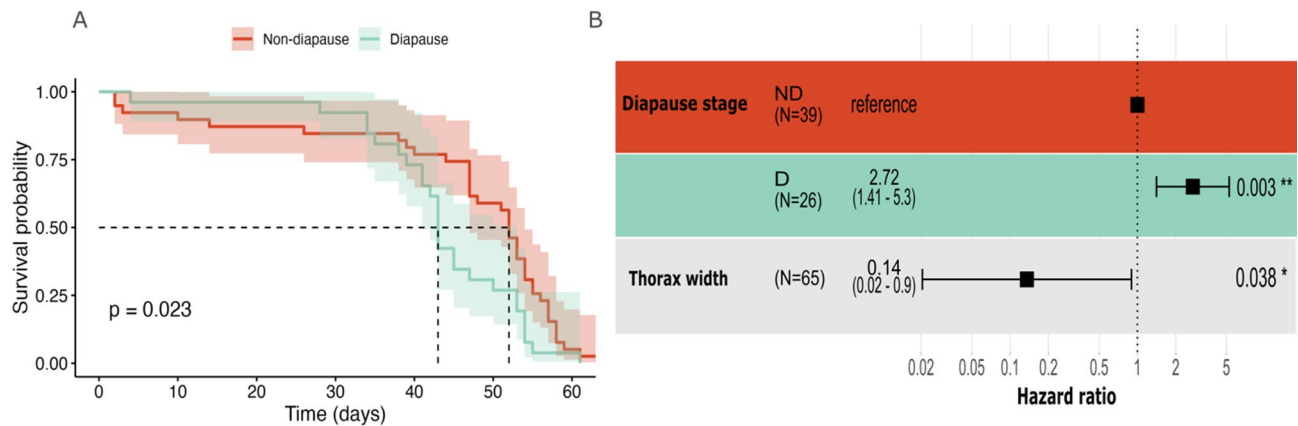 A
Non-diapause
Diapause
Survival probability
1.00
0.75
0.50
0.25
0.00
p = 0.023
0
10
20
30
40
50
60
Time (days)
B
Diapause stage
ND
(N=39)
reference
D
(N=26)
2.72
(1.41 - 5.3)
0.003 **
Thorax width
(N=65)
0.14
(0.02 - 0.9)
0.038 *
0.02
0.05
0.1
0.2
0.5
1
2
5
Hazard ratio